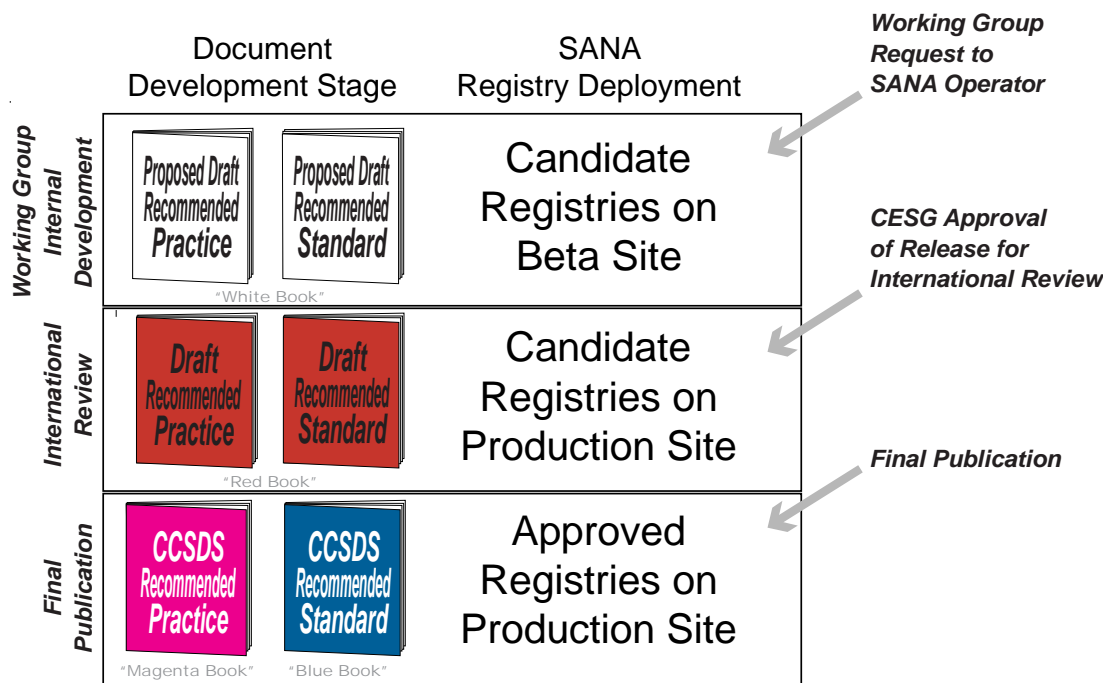 Document
Development Stage
SANA
Registry Deployment
Working Group
Request to
SANA Operator
Working Group
Internal
Development
Proposed Draft
Recommended
Practice
Proposed Draft
Recommended
Standard
"White Book"
Candidate
Registries on
Beta Site
CESG Approval
of Release for
International Review
International
Review
Draft
Recommended
Practice
Draft
Recommended
Standard
"Red Book"
Candidate
Registries on
Production Site
Final Publication
Final
Publication
CCSDS
Recommended
Practice
CCSDS
Recommended
Standard
"Magenta Book"
"Blue Book"
Approved
Registries on
Production Site